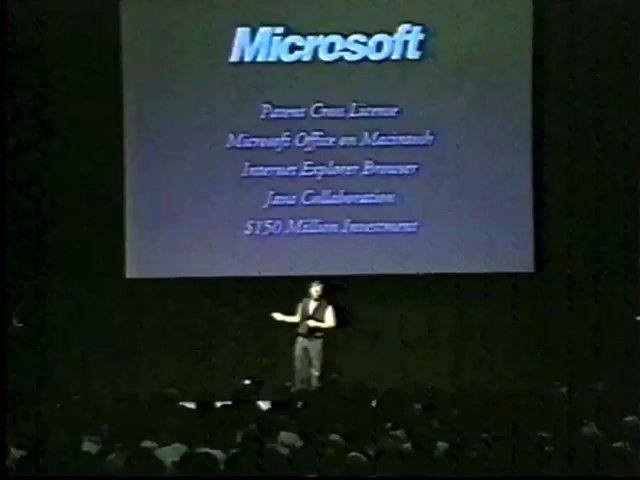 Microsoft
Patent Cross License
Microsoft Office on Macintosh
Internet Explorer Browser
Java Collaboration
$150 Million Investment